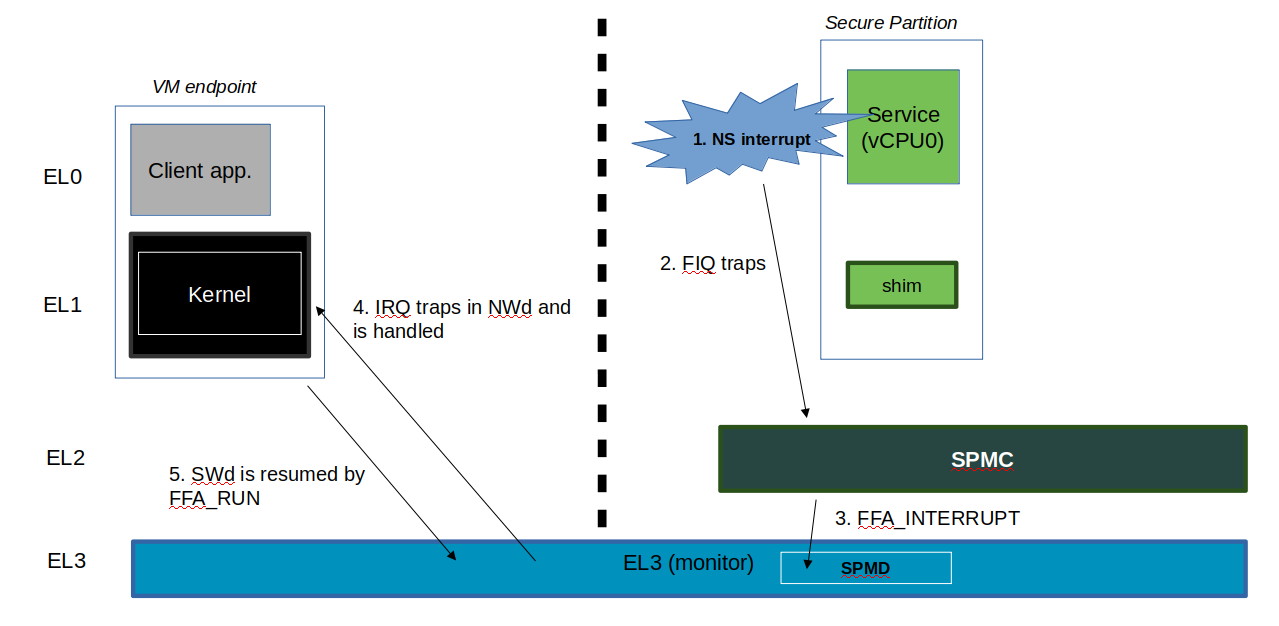 Secure Partition
VM endpoint
Service
(vCPU0)
1. NS interrupt
Client app.
EL0
2. FIQ traps
shim
Kernel
EL1
4. IRQ traps in NWd and
is handled
EL2
SPMC
5. SWd is resumed by
FFA_RUN
3. FFA_INTERRUPT
EL3
EL3 (monitor)
SPMD